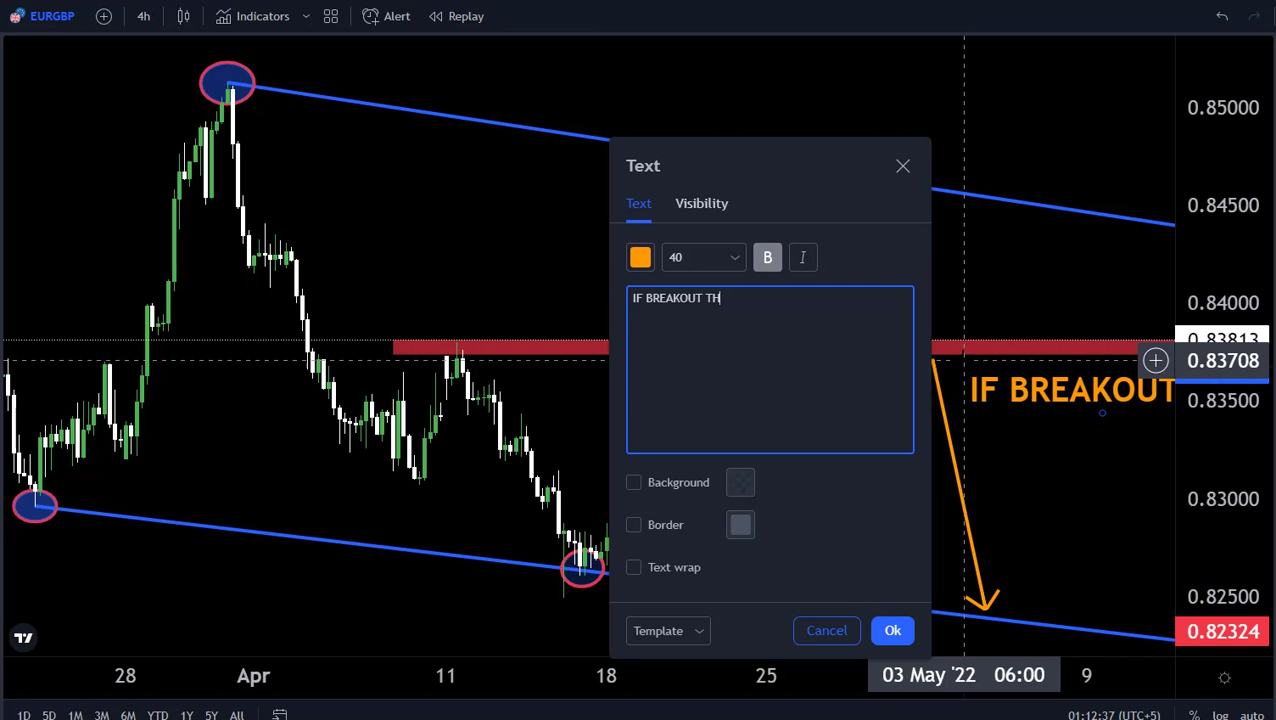 EURGBP
4h
Indicators
Alert
Replay
Text
Text Visibility
40 B I
IF BREAKOUT TH
Background
Border
Text wrap
Template
Cancel
Ok
IF BREAKOUT
0.85000
0.84500
0.84000
0.83813
0.83708
0.83500
0.83000
0.82500
0.82324
28 Apr 11 18 25 03 May '22 06:00 9
1D 5D 1M 3M 6M YTD 1Y 5Y All
01:12:37 (UTC+5) % log auto